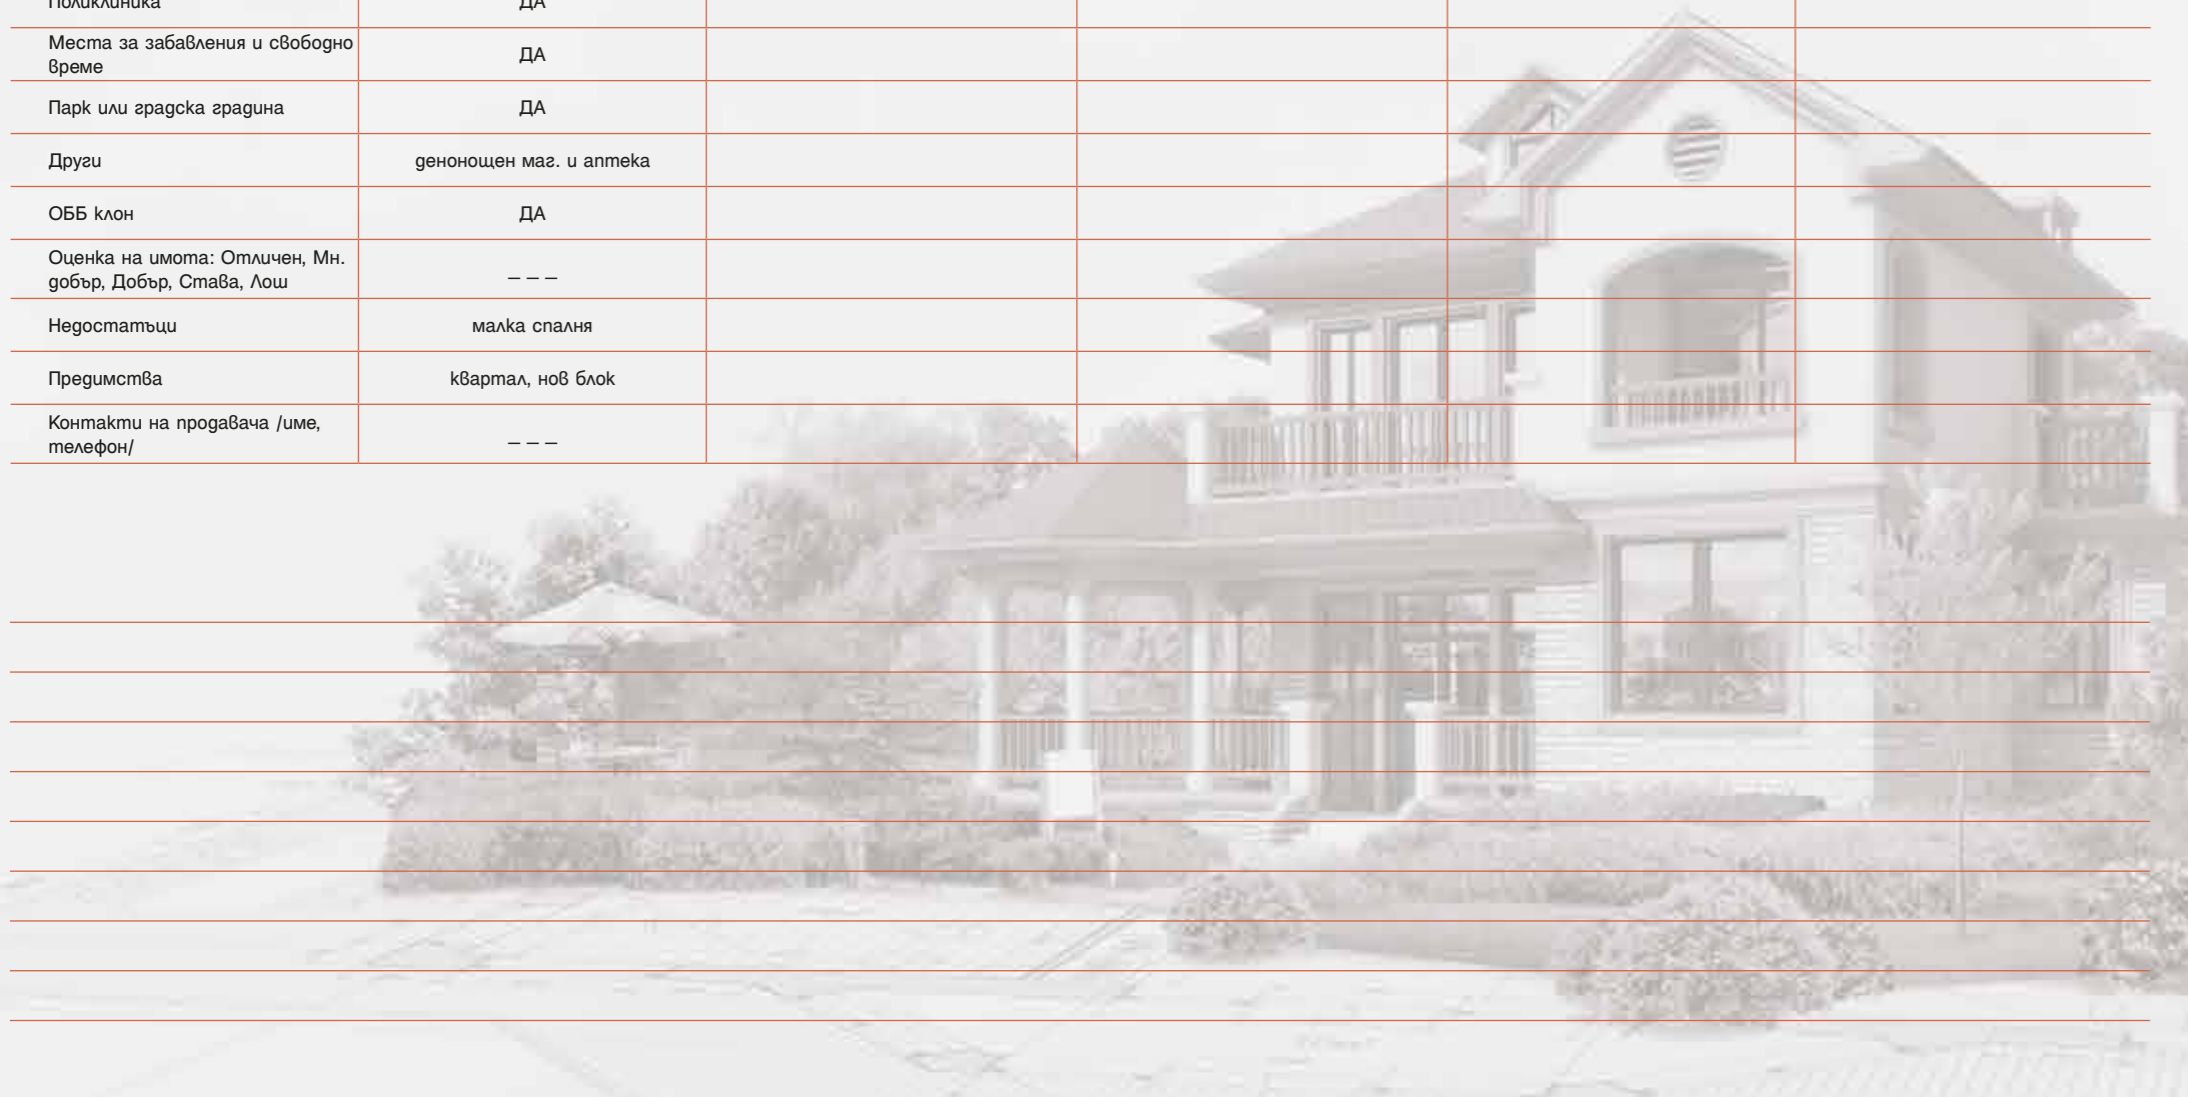 Поликлиника ДА
Места за забавления и свободно
време
ДА
Парк или градска градина ДА
Други денонощен маг. и аптека
ОББ клон ДА
Оценка на имота: Отличен, Мн.
добър, Добър, Става, Лош
_ _ _
Недостатъци малка спалня
Предимства квартал, нов блок
Контакти на продавача /име,
телефон/
_ _ _